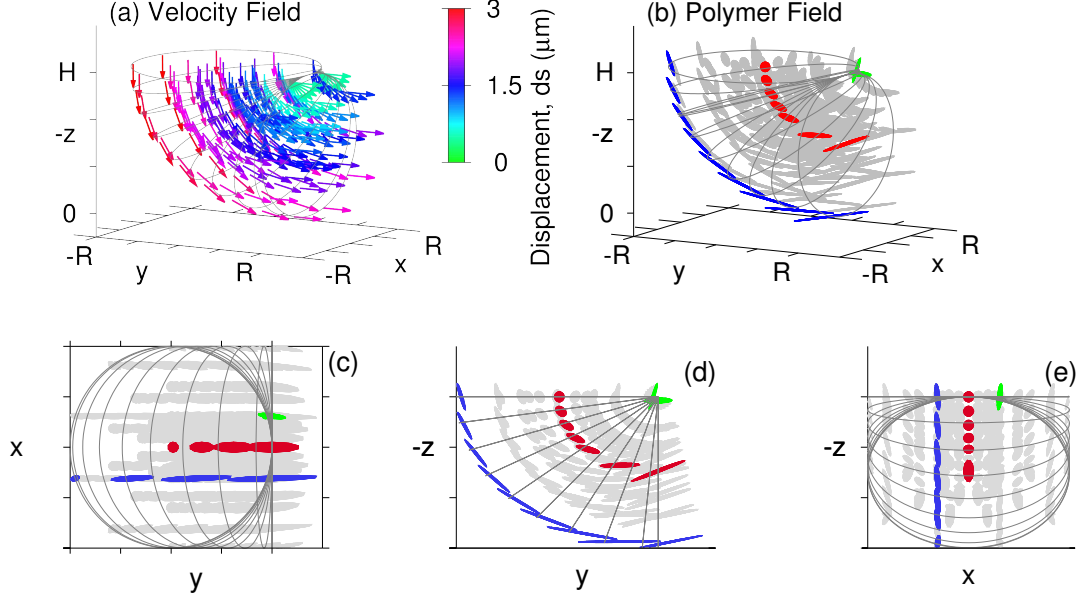 (a) Velocity Field
3
1.5
0
Displacement, ds (μm)
H
-z
0
-R
y
R
-R
x
R
(b) Polymer Field
H
-z
0
-R
y
R
-R
x
R
(c)
x
y
(d)
-z
y
(e)
-z
x